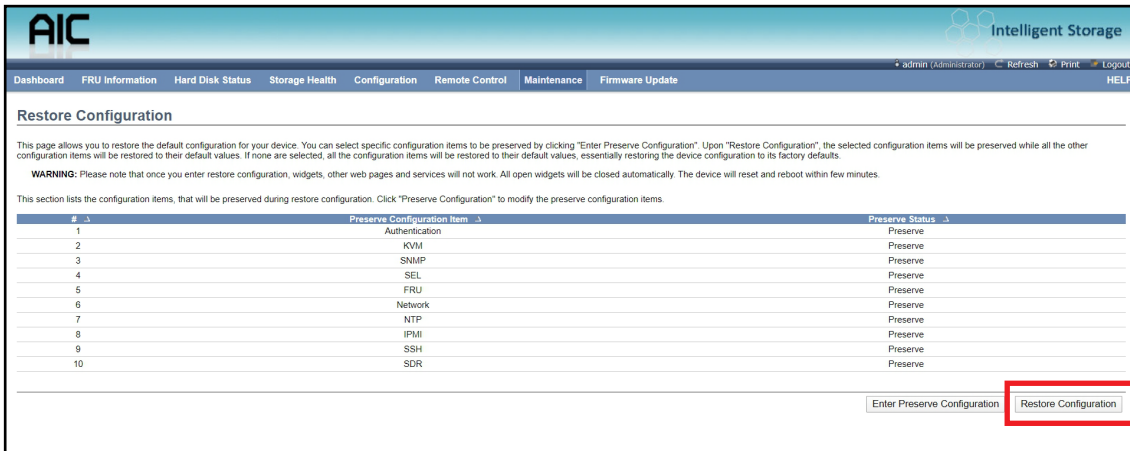 AIC
Intelligent Storage
admin (Administrator) Refresh Print Logout
Dashboard FRU Information Hard Disk Status Storage Health Configuration Remote Control Maintenance Firmware Update HELP
Restore Configuration
This page allows you to restore the default configuration for your device. You can select specific configuration items to be preserved by clicking "Enter Preserve Configuration". Upon "Restore Configuration", the selected configuration items will be preserved while all the other
configuration items will be restored to their default values. If none are selected, all the configuration items will be restored to their default values, essentially restoring the device configuration to its factory defaults.
WARNING: Please note that once you enter restore configuration, widgets, other web pages and services will not work. All open widgets will be closed automatically. The device will reset and reboot within few minutes.
This section lists the configuration items, that will be preserved during restore configuration. Click "Preserve Configuration" to modify the preserve configuration items.
# Preserve Configuration Item Preserve Status
1 Authentication Preserve
2 KVM Preserve
3 SNMP Preserve
4 SEL Preserve
5 FRU Preserve
6 Network Preserve
7 NTP Preserve
8 IPMI Preserve
9 SSH Preserve
10 SDR Preserve
Enter Preserve Configuration Restore Configuration